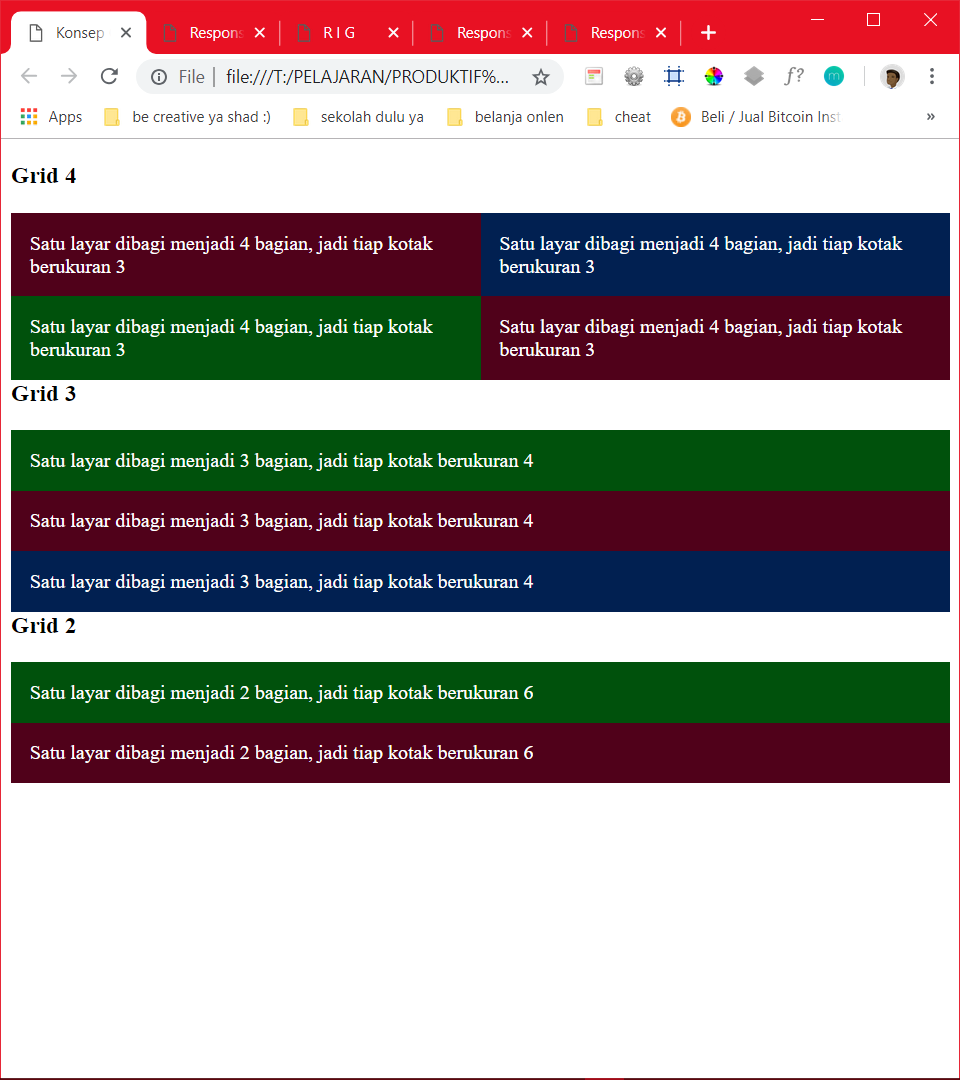 Konsep Respons R I G Respons Respons
File file:///T:/PELAJARAN/PRODUKTIF%... f?
Apps be creative ya shad :) sekolah dulu ya belanja onlen cheat Beli / Jual Bitcoin Inst »
Grid 4
Satu layar dibagi menjadi 4 bagian, jadi tiap kotak
berukuran 3
Satu layar dibagi menjadi 4 bagian, jadi tiap kotak
berukuran 3
Satu layar dibagi menjadi 4 bagian, jadi tiap kotak
berukuran 3
Satu layar dibagi menjadi 4 bagian, jadi tiap kotak
berukuran 3
Grid 3
Satu layar dibagi menjadi 3 bagian, jadi tiap kotak berukuran 4
Satu layar dibagi menjadi 3 bagian, jadi tiap kotak berukuran 4
Satu layar dibagi menjadi 3 bagian, jadi tiap kotak berukuran 4
Grid 2
Satu layar dibagi menjadi 2 bagian, jadi tiap kotak berukuran 6
Satu layar dibagi menjadi 2 bagian, jadi tiap kotak berukuran 6